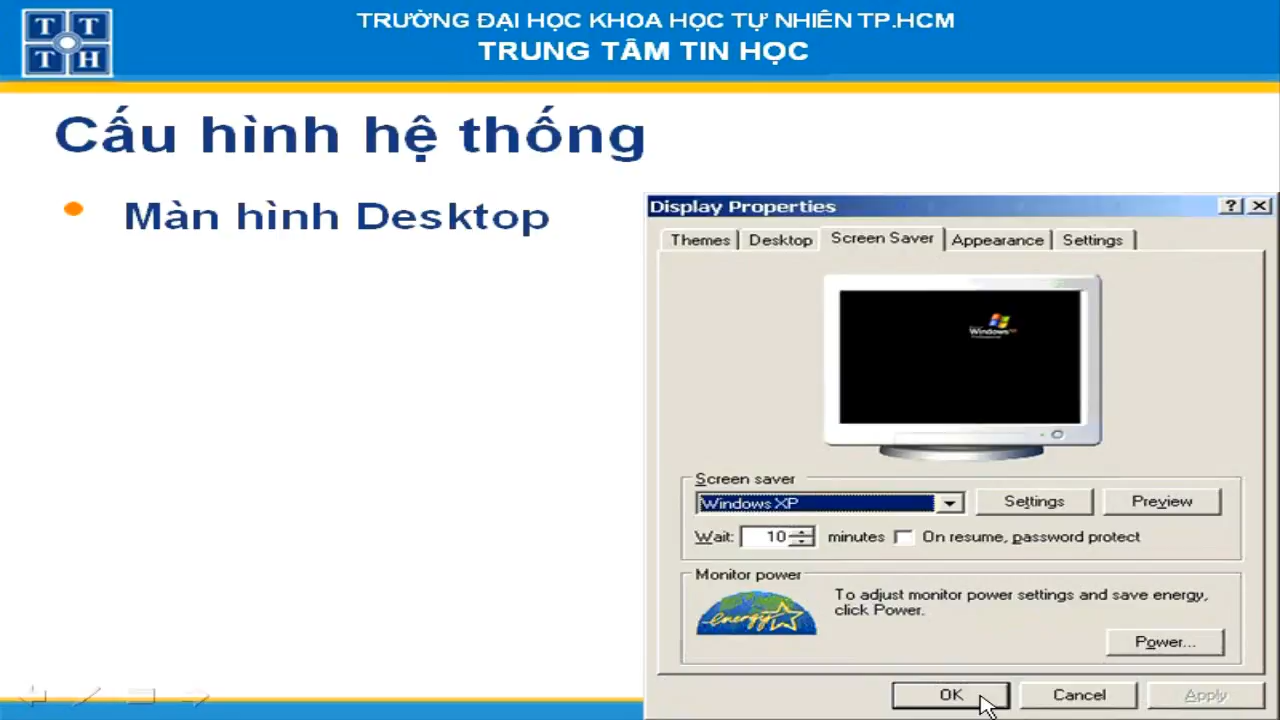 TRƯỜNG ĐẠI HỌC KHOA HỌC TỰ NHIÊN TP.HCM
TRUNG TÂM TIN HỌC
T T
T H
Cấu hình hệ thống
Màn hình Desktop
Display Properties
Themes Desktop Screen Saver Appearance Settings
Windows XP
Screen saver
Windows XP Settings Preview
Wait: 10 minutes On resume, password protect
Monitor power
To adjust monitor power settings and save energy,
click Power.
energy
Power...
OK Cancel Apply